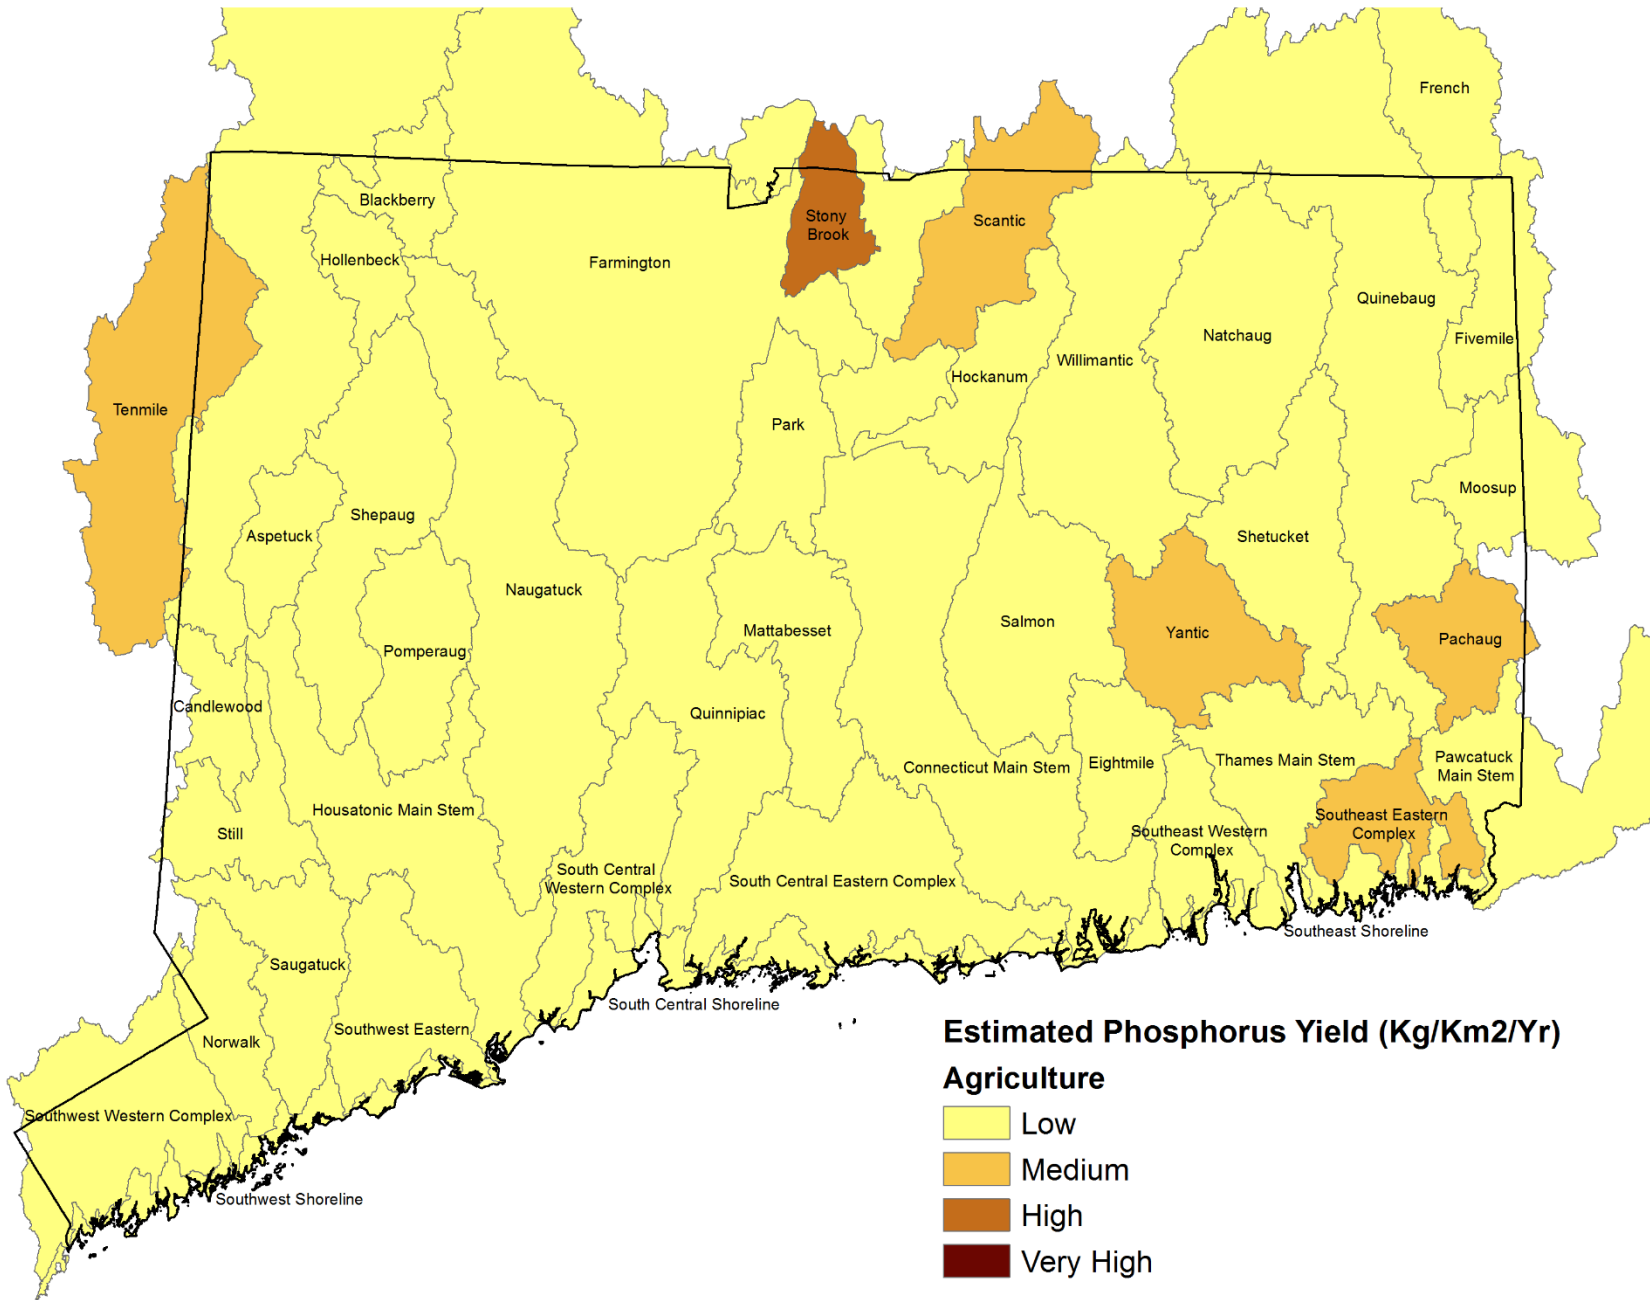 French
Blackberry
Stony
Brook
Scantic
Hollenbeck
Farmington
Quinebaug
Natchaug
Fivemile
Willimantic
Hockanum
Tenmile
Park
Moosup
Shepaug
Aspetuck
Shetucket
Naugatuck
Salmon
Mattabesset
Yantic
Pachaug
Pomperaug
Candlewood
Quinnipiac
Pawcatuck
Main Stem
Thames Main Stem
Eightmile
Connecticut Main Stem
Housatonic Main Stem
Southeast Eastern
Complex
Still
Southeast Western
Complex
South Central
Western Complex
South Central Eastern Complex
Southeast Shoreline
Saugatuck
South Central Shoreline
Southwest Eastern
Norwalk
Southwest Western Complex
Southwest Shoreline
Estimated Phosphorus Yield (Kg/Km2/Yr)
Agriculture
Low
Medium
High
Very High